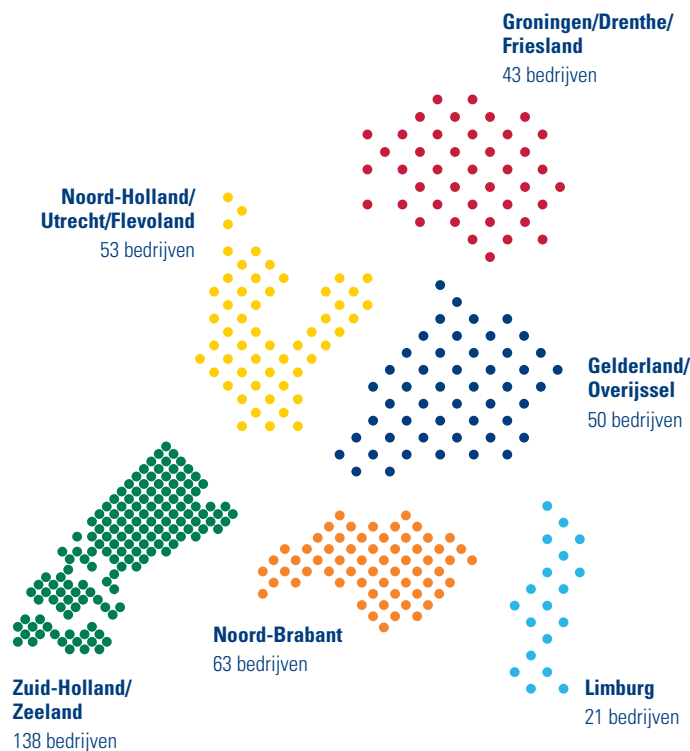 Groningen/Drenthe/
Friesland
43 bedrijven
Noord-Holland/
Utrecht/Flevoland
53 bedrijven
Gelderland/
Overijssel
50 bedrijven
Noord-Brabant
63 bedrijven
Zuid-Holland/
Zeeland
138 bedrijven
Limburg
21 bedrijven